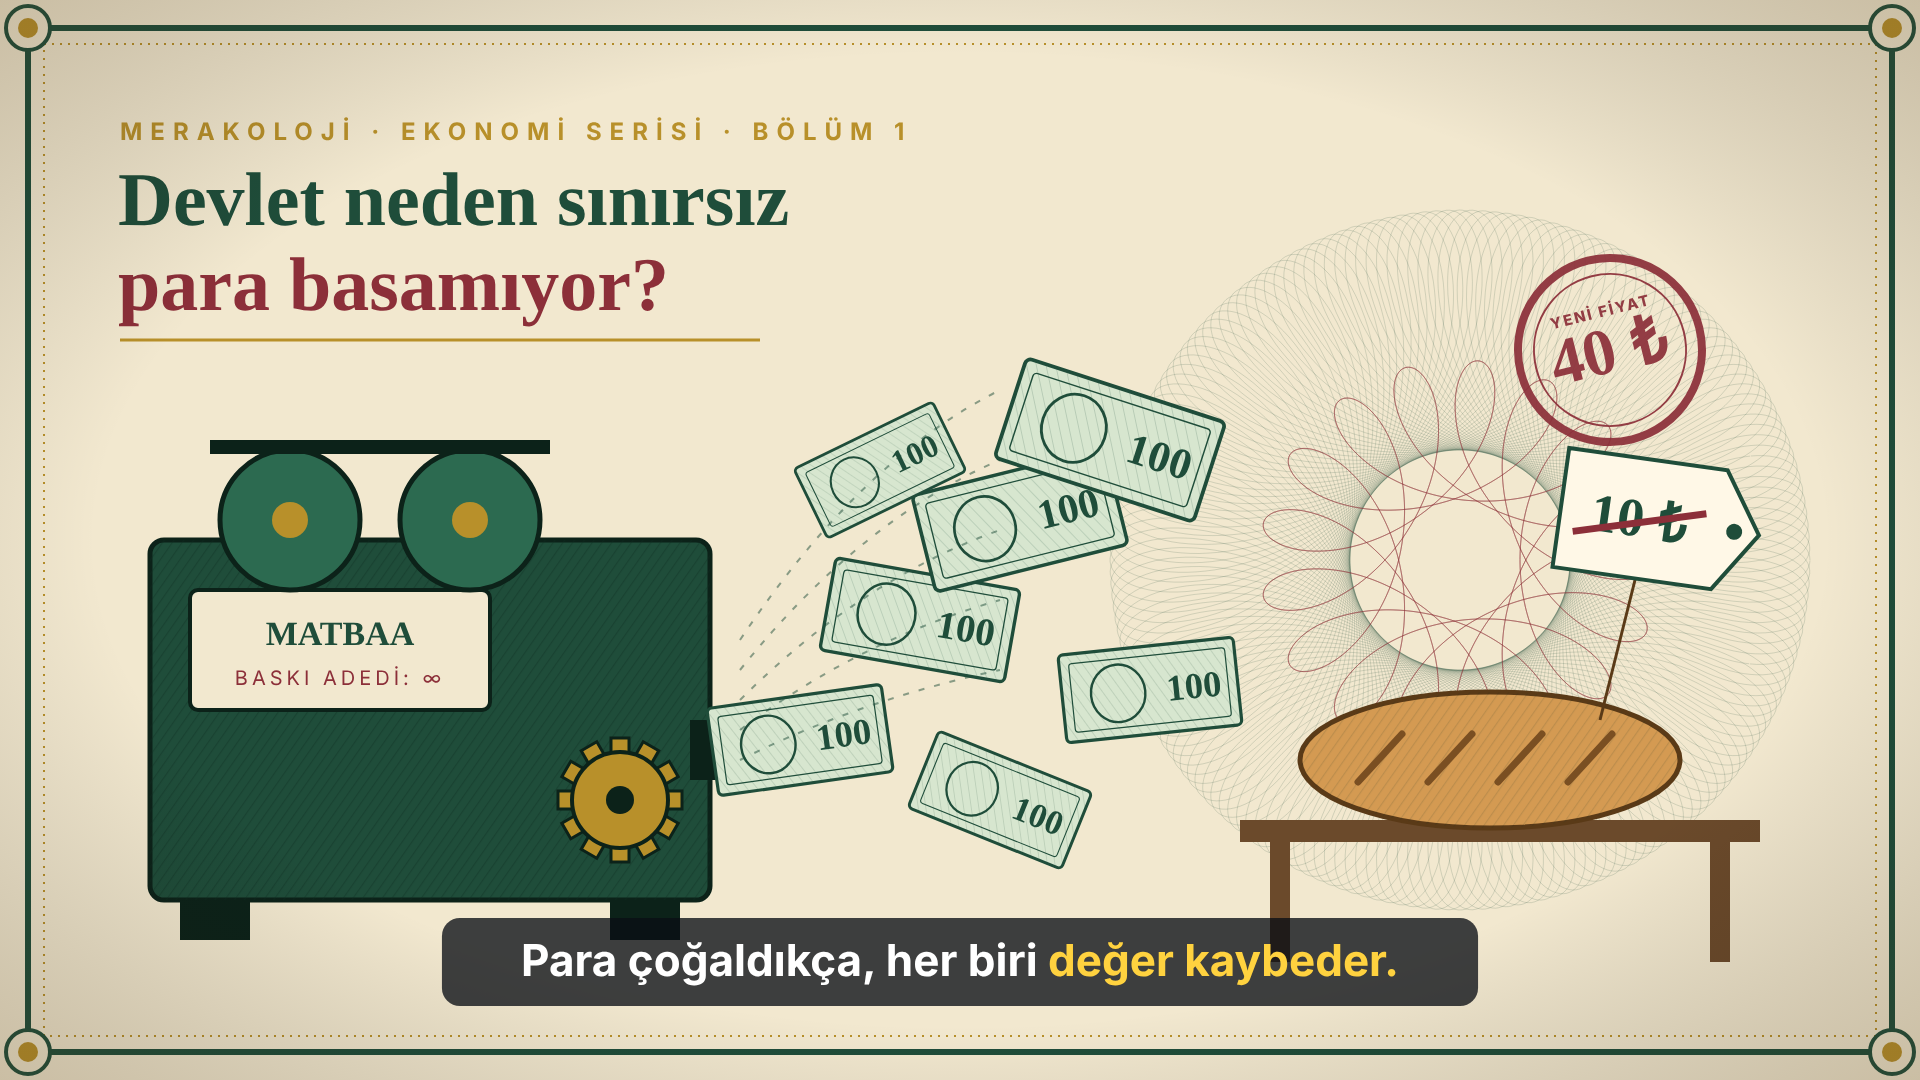 MERAKOLOJİ · EKONOMİ SERİSİ · BÖLÜM 1
Devlet neden sınırsız
para basamıyor?
YENİ FİYAT
40 ₺
10 ₺
100
100
100
100
100
100
100
MATBAA
BASKI ADEDİ: ∞
Para çoğaldıkça, her biri değer kaybeder.